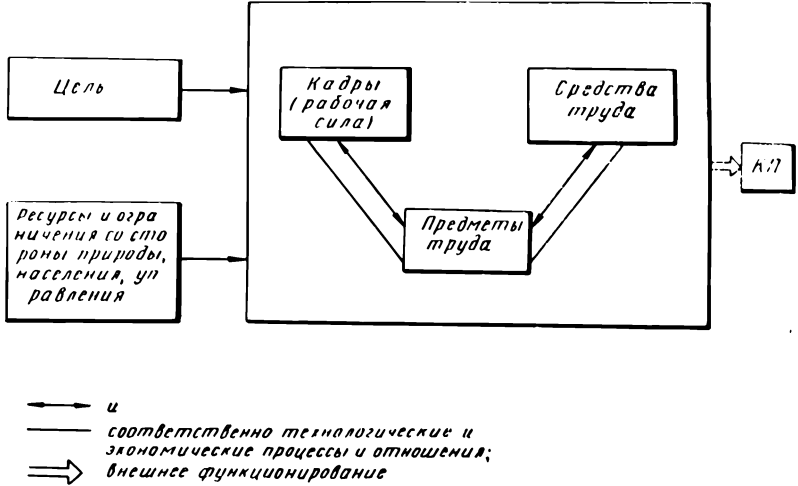 Цель
Кадры
(рабочая
сила)
Средства
труда
КП
Ресурсы и огра
ничения со сто
роны природы,
населения, уп
равления
Предметы
труда
и
соответственно технологические и
экономические процессы и отношения;
внешнее функционирование